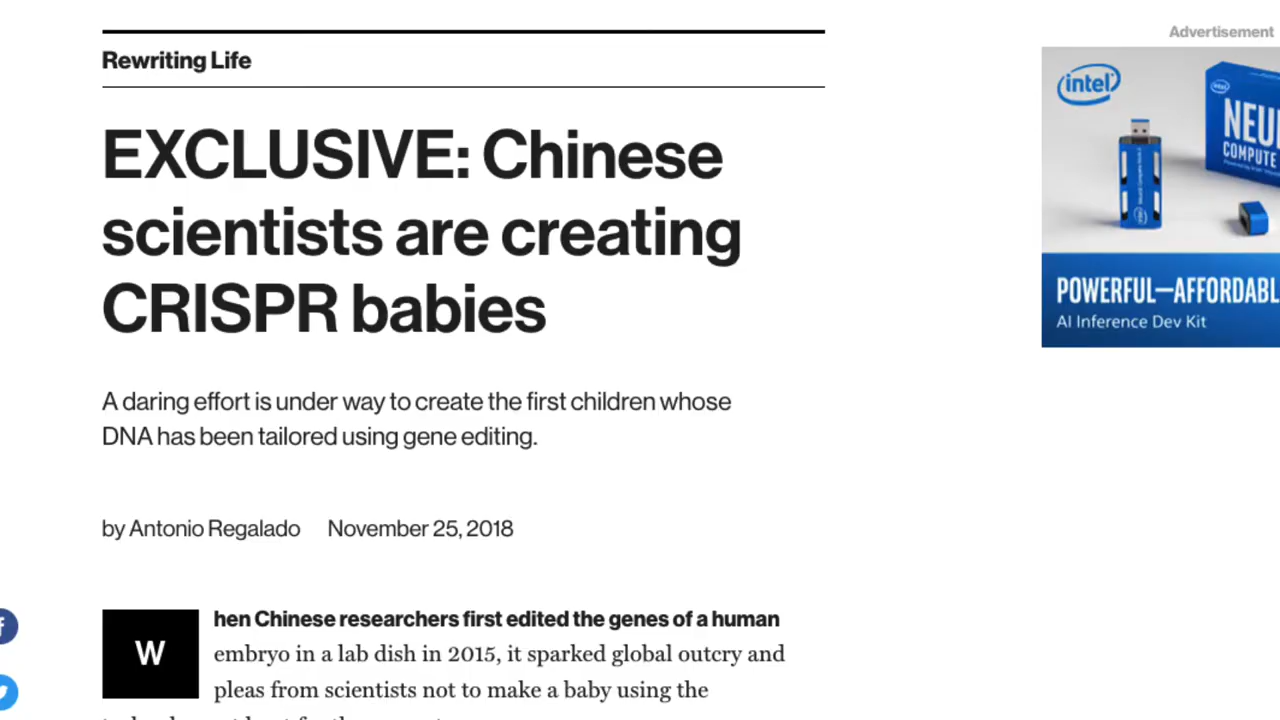 Advertisement
Rewriting Life
EXCLUSIVE: Chinese
scientists are creating
CRISPR babies
A daring effort is under way to create the first children whose
DNA has been tailored using gene editing.
by Antonio Regalado November 25, 2018
When Chinese researchers first edited the genes of a human
embryo in a lab dish in 2015, it sparked global outcry and
pleas from scientists not to make a baby using the
intel
COMPUTE
POWERFUL—AFFORDABL
AI Inference Dev Kit